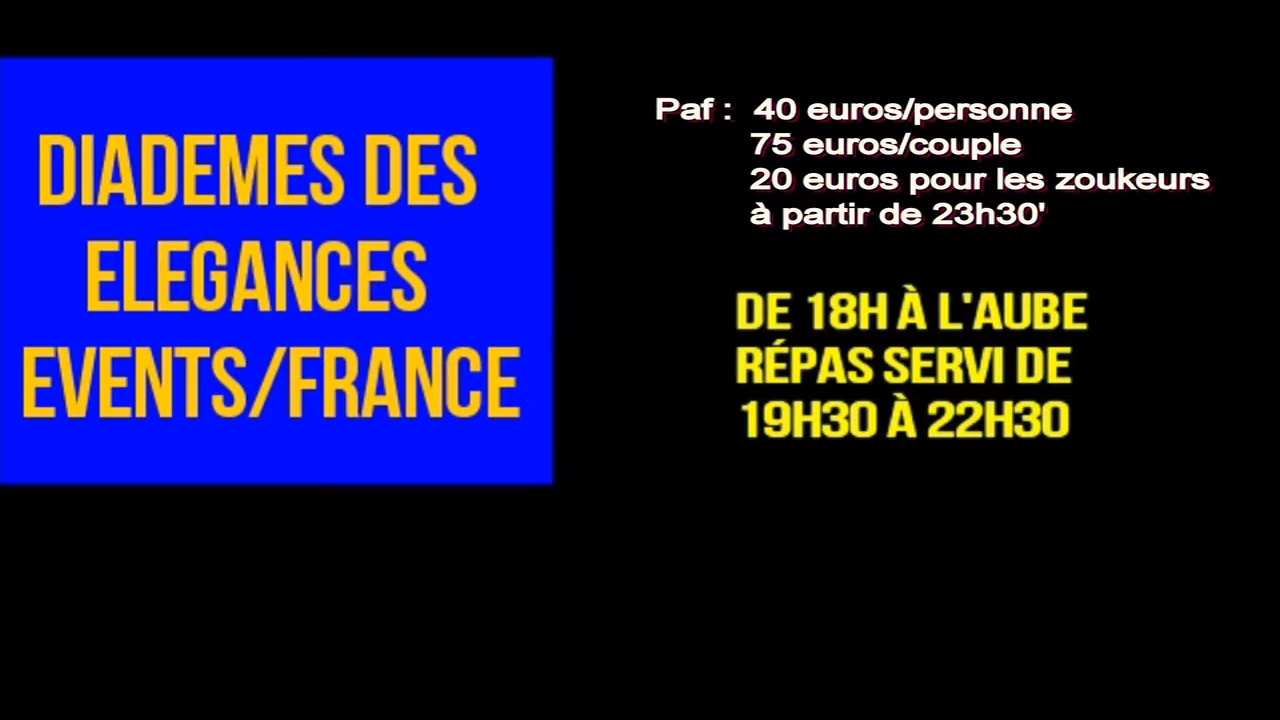 DIADEMES DES
ELEGANCES
EVENTS/FRANCE
Paf : 40 euros/personne
75 euros/couple
20 euros pour les zoukeurs
à partir de 23h30'
DE 18H À L'AUBE
RÉPAS SERVI DE
19H30 À 22H30